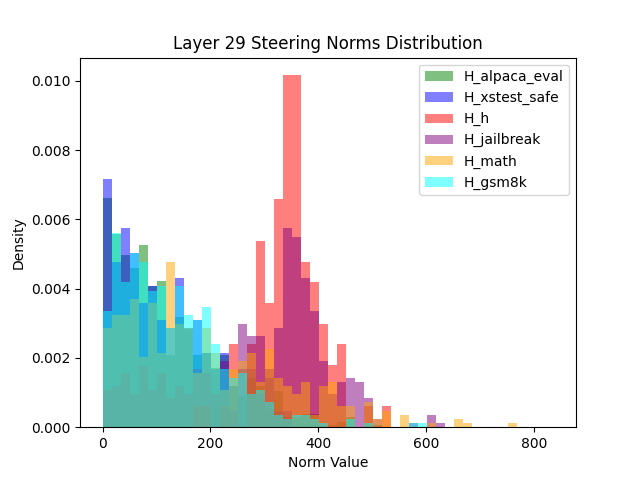 Layer 29 Steering Norms Distribution
H_alpaca_eval
H_xstest_safe
H_h
H_jailbreak
H_math
H_gsm8k
0.010
0.008
0.006
0.004
0.002
0.000
Density
0
200
400
600
800
Norm Value